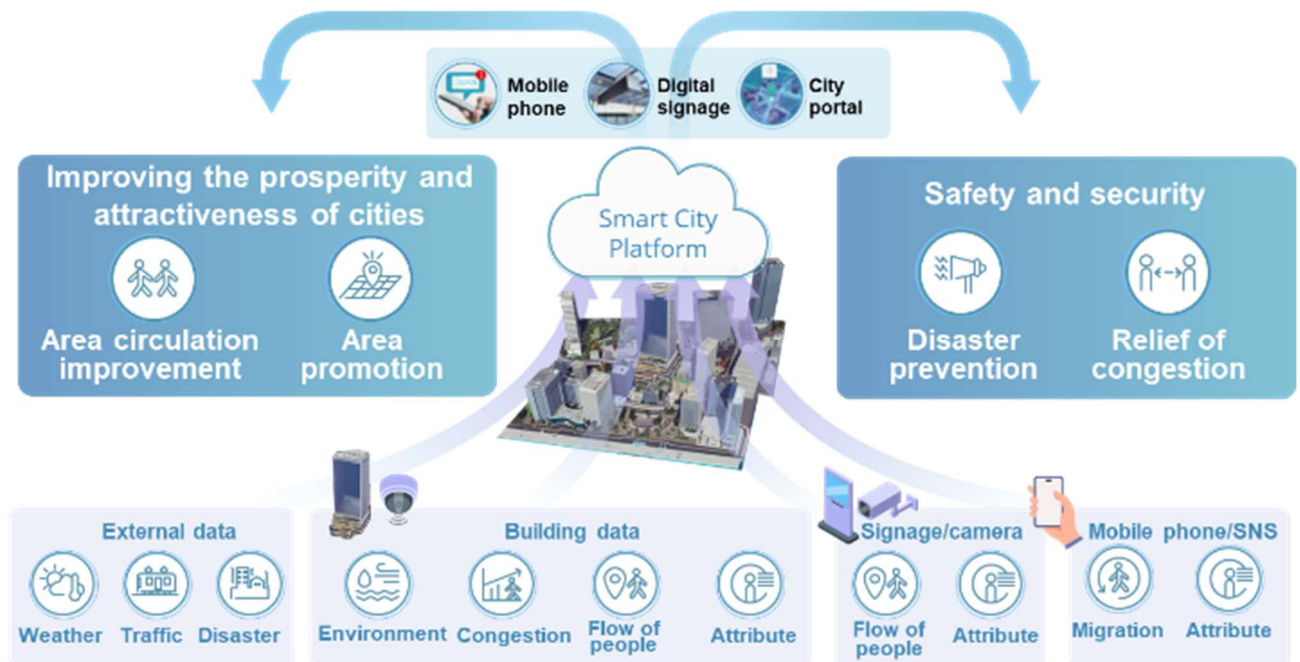 Mobile
phone
Digital
signage
City
portal
Improving the prosperity and
attractiveness of cities
Area circulation
improvement
Area
promotion
Smart City
Platform
Safety and security
Disaster
prevention
Relief of
congestion
External data
Weather
Traffic
Disaster
Building data
Environment
Congestion
Flow of
people
Attribute
Signage/camera
Flow of
people
Attribute
Mobile phone/SNS
Migration
Attribute